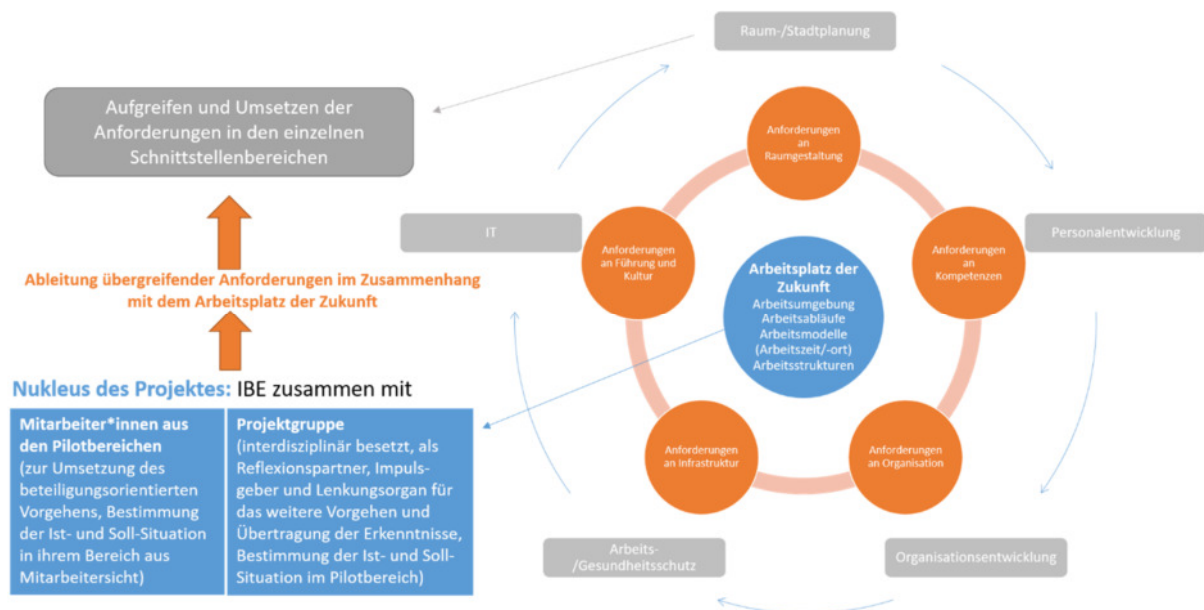 Raum-/Stadtplanung
Aufgreifen und Umsetzen der
Anforderungen in den einzelnen
Schnittstellenbereichen
Ableitung übergreifender Anforderungen im Zusammenhang
mit dem Arbeitsplatz der Zukunft
Nukleus des Projektes: IBE zusammen mit
Mitarbeiter*innen aus
den Pilotbereichen
(zur Umsetzung des
beteiligungsorientierten
Vorgehens, Bestimmung
der Ist- und Soll-Situation
in ihrem Bereich aus
Mitarbeitersicht)
Projektgruppe
(interdisziplinär besetzt, als
Reflexionspartner, Impuls-
geber und Lenkungsorgan für
das weitere Vorgehen und
Übertragung der Erkenntnisse,
Bestimmung der Ist- und Soll-
Situation im Pilotbereich)
Anforderungen
an
Raumgestaltung
IT
Anforderungen
an Führung und
Kultur
Arbeitsplatz der
Zukunft
Arbeitsumgebung
Arbeitsabläufe
Arbeitsmodelle
(Arbeitszeit/-ort)
Arbeitsstrukturen
Anforderungen
an
Kompetenzen
Personalentwicklung
Anforderungen
an Infrastruktur
Anforderungen
an Organisation
Arbeits-
/Gesundheitsschutz
Organisationsentwicklung